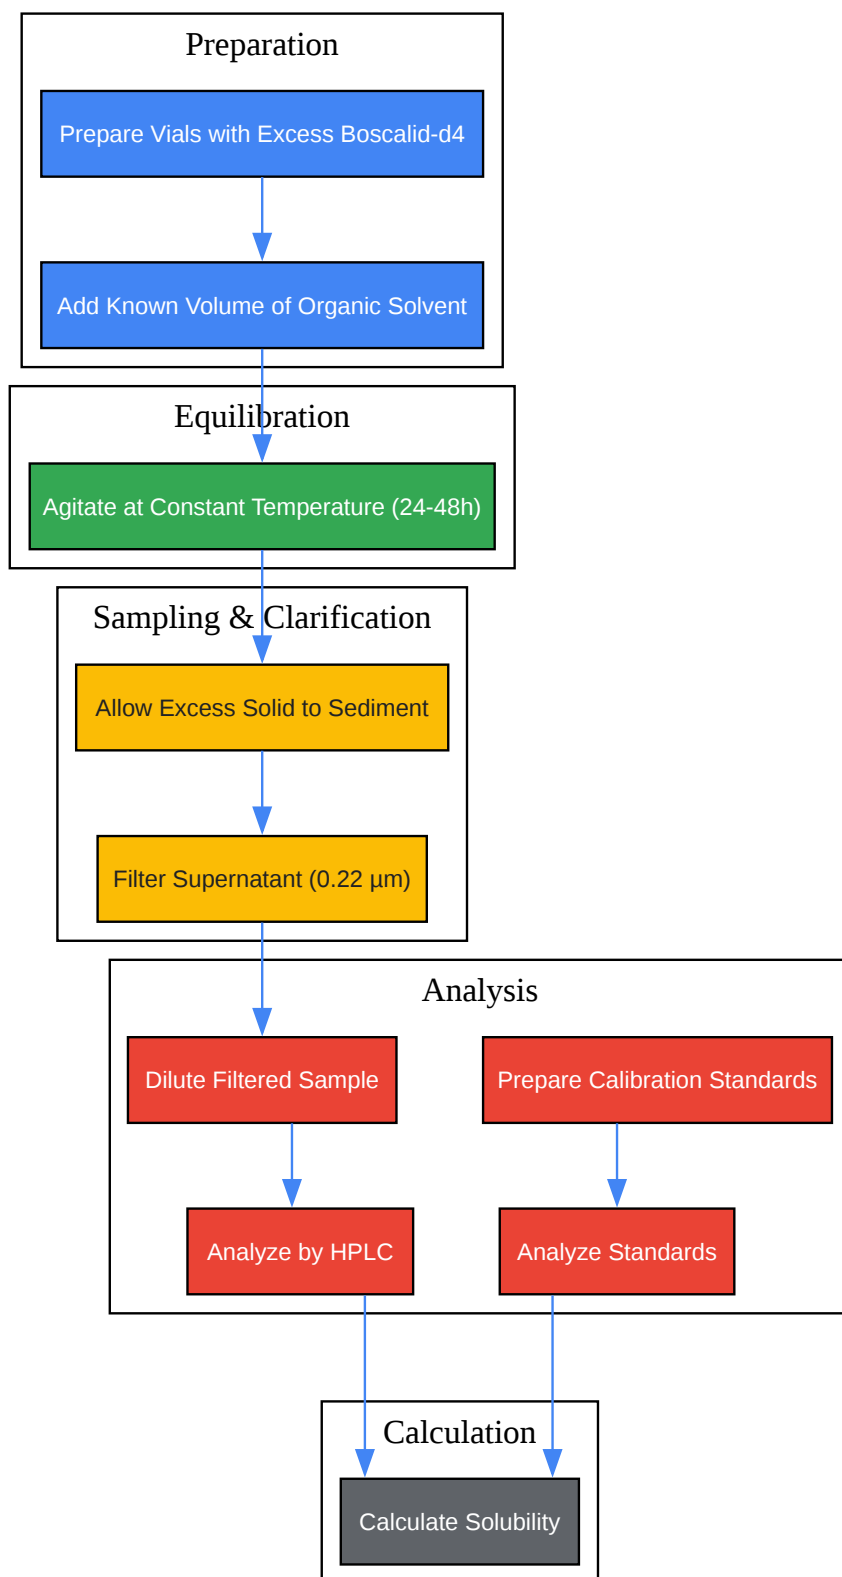 Preparation
Prepare Vials with Excess Boscalid-d4
Add Known Volume of Organic Solvent
Equilibration
Agitate at Constant Temperature (24-48h)
Sampling & Clarification
Allow Excess Solid to Sediment
Filter Supernatant (0.22 µm)
Analysis
Dilute Filtered Sample
Prepare Calibration Standards
Analyze by HPLC
Analyze Standards
Calculation
Calculate Solubility